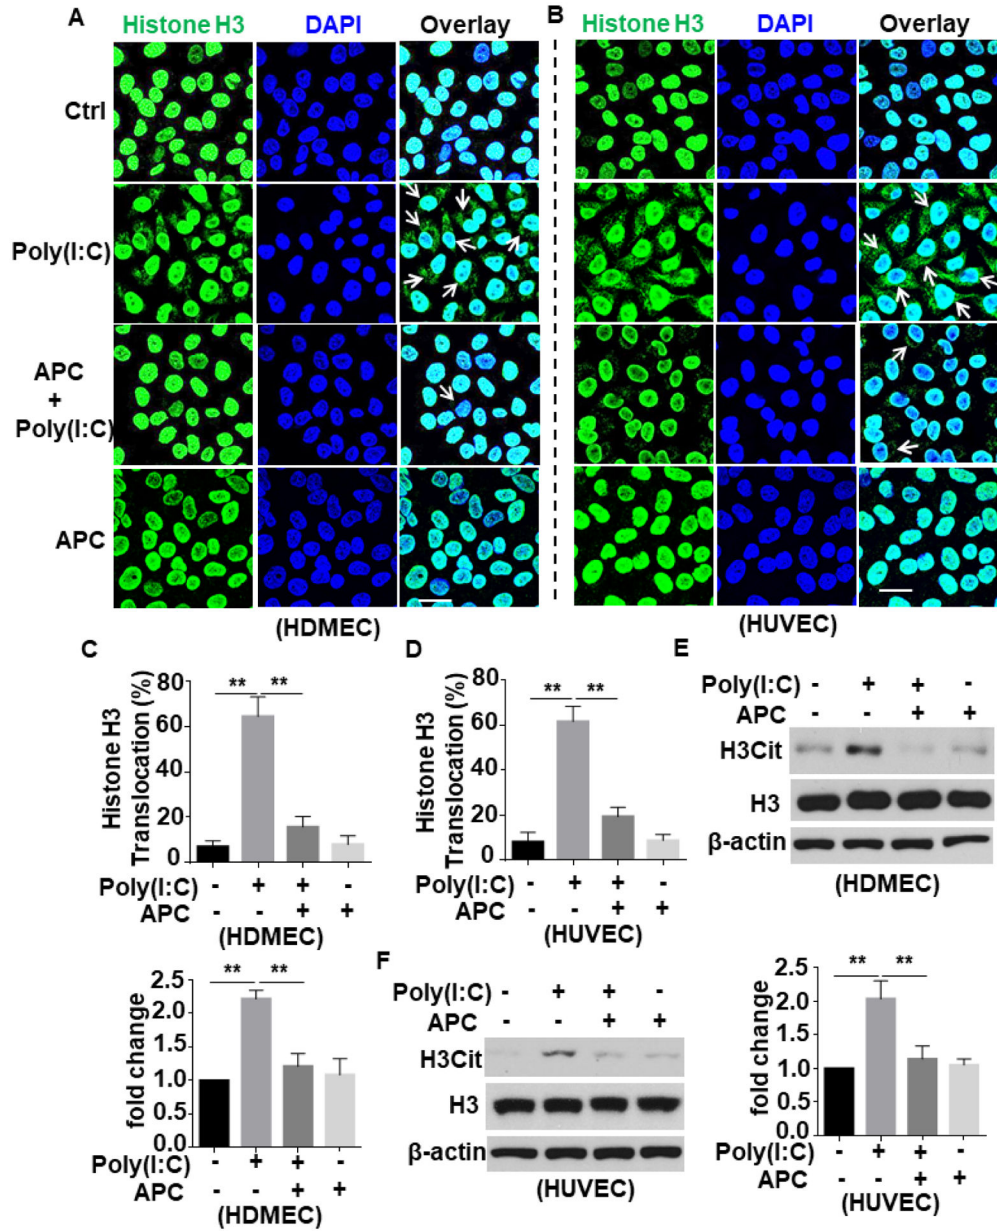 A
Histone H3 DAPI Overlay
B
Histone H3 DAPI Overlay
Ctrl
Poly(I:C)
APC
+
Poly(I:C)
APC
(HDMEC)
(HUVEC)
C
Histone H3
Translocation (%)
80
60
40
20
0
** **
Poly(I:C) - + + -
APC - - + +
(HDMEC)
D
Histone H3
Translocation (%)
80
60
40
20
0
** **
Poly(I:C) - + + -
APC - - + +
(HUVEC)
E
Poly(I:C) - + + -
APC - - + +
H3Cit
H3
β-actin
(HDMEC)
fold change
2.5
2.0
1.5
1.0
0.5
0.0
** **
Poly(I:C) - + + -
APC - - + +
(HDMEC)
F
Poly(I:C) - + + -
APC - - + +
H3Cit
H3
β-actin
(HUVEC)
fold change
2.5
2.0
1.5
1.0
0.5
0.0
** **
Poly(I:C) - + + -
APC - - + +
(HUVEC)